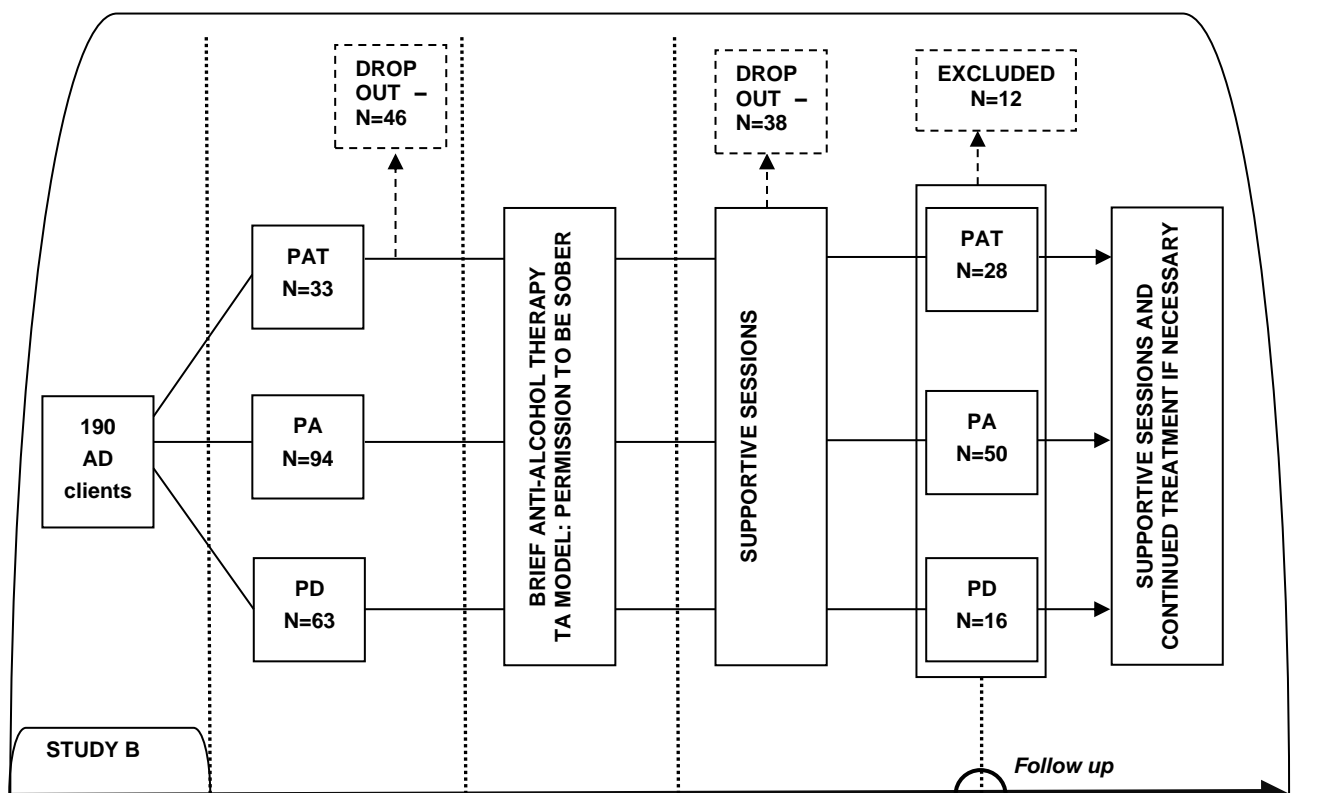 DROP
OUT –
N=46
DROP
OUT –
N=38
EXCLUDED
N=12
PAT
N=33
PA
N=94
PD
N=63
190
AD
clients
BRIEF ANTI-ALCOHOL THERAPY
TA MODEL: PERMISSION TO BE SOBER
SUPPORTIVE SESSIONS
PAT
N=28
PA
N=50
PD
N=16
SUPPORTIVE SESSIONS AND
CONTINUED TREATMENT IF NECESSARY
STUDY B
Follow up